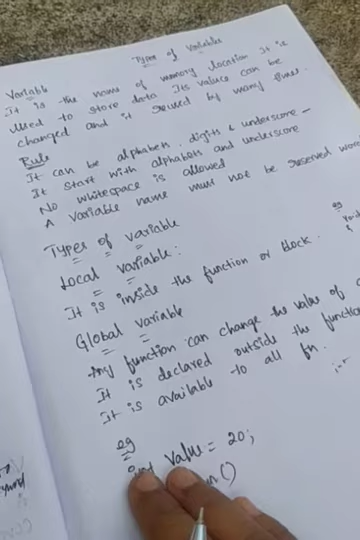 Types of Variables
Variable
It is the name of memory location It is
used to store data Its values can be
changed and it reused by many times.
Rule
It can be alphabets, digits & underscore -
It start with alphabets and underscore
No whitespace is allowed
A variable name must not be reserved word
Types of variable
Local variable:
It is inside the function or block.
eg
Global variable
Any function can change the value of
It is declared outside the function
It is available to all fn.
eg
value = 20;
()